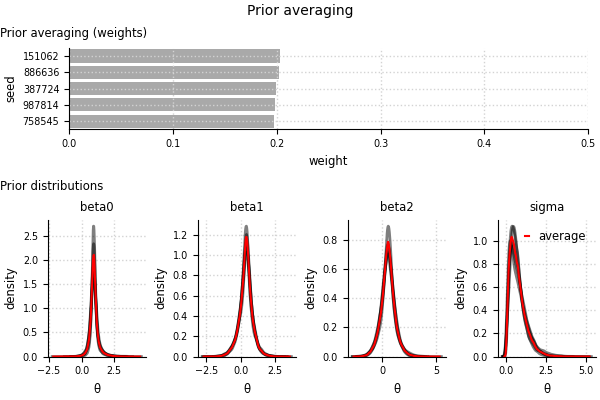 Prior averaging
Prior averaging (weights)
seed
151062
886636
387724
987814
758545
0.0 0.1 0.2 0.3 0.4 0.5
weight
Prior distributions
beta0 beta1 beta2 sigma
average
density
2.5
2.0
1.5
1.0
0.5
0.0
−2.5 0.0 2.5
θ
density
1.2
1.0
0.8
0.6
0.4
0.2
0.0
−2.5 0.0 2.5
θ
density
0.8
0.6
0.4
0.2
0.0
0 5
θ
density
1.0
0.8
0.6
0.4
0.2
0.0
0.0 2.5 5.0
θ